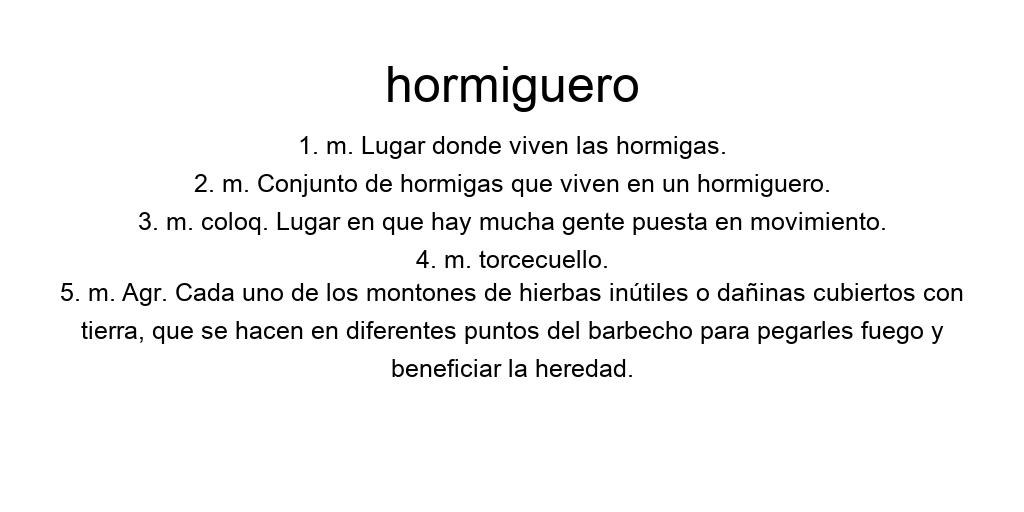 hormiguero
1. m. Lugar donde viven las hormigas.
2. m. Conjunto de hormigas que viven en un hormiguero.
3. m. coloq. Lugar en que hay mucha gente puesta en movimiento.
4. m. torcecuello.
5. m. Agr. Cada uno de los montones de hierbas inútiles o dañinas cubiertos con
tierra, que se hacen en diferentes puntos del barbecho para pegarles fuego y
beneficiar la heredad.